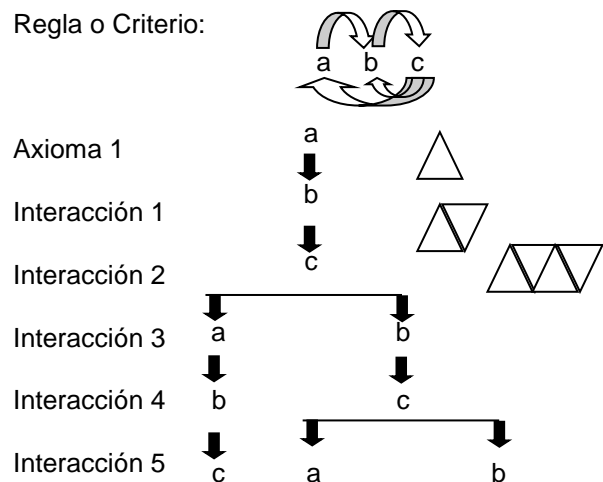 Regla o Criterio:
a b c
a
Axioma 1
b
Interacción 1
c
Interacción 2
a b
Interacción 3
b c
Interacción 4
c a b
Interacción 5